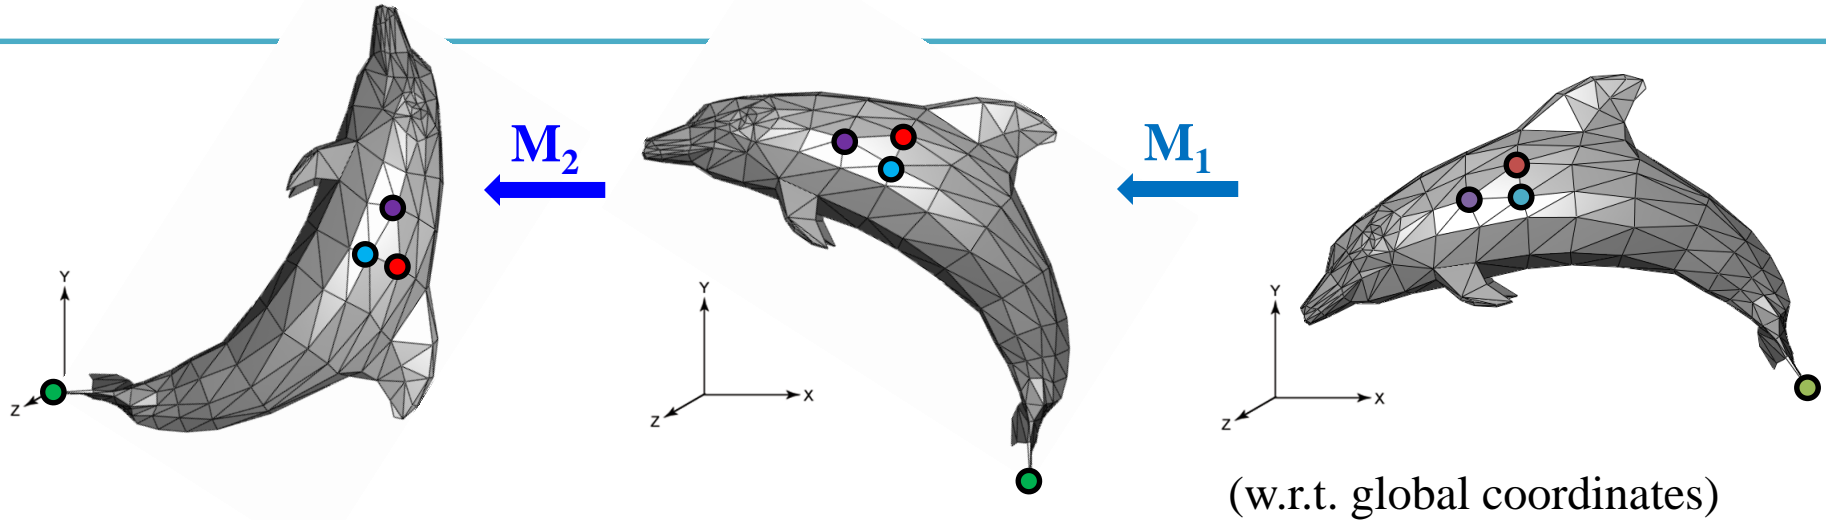 M₂
M₁
Y
Z
Y
X
Z
Y
X
Z
(w.r.t. global coordinates)